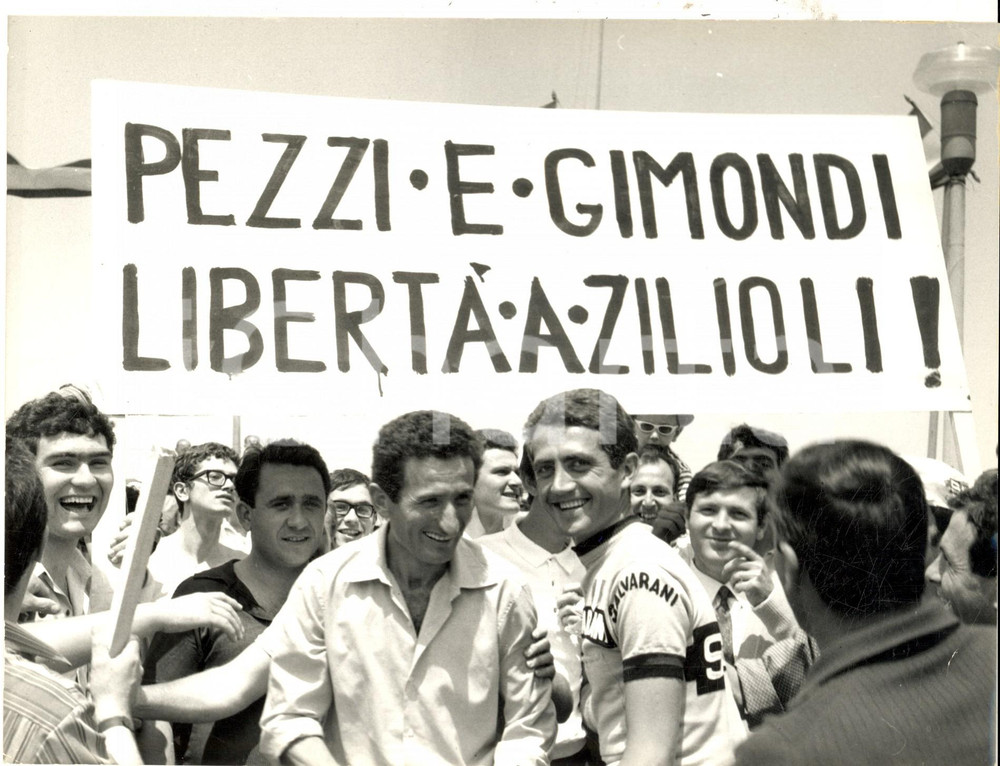 PEZZI · E · GIMONDI
LIBERTÀ · A · ZILIOLI !
SALVARANI
9